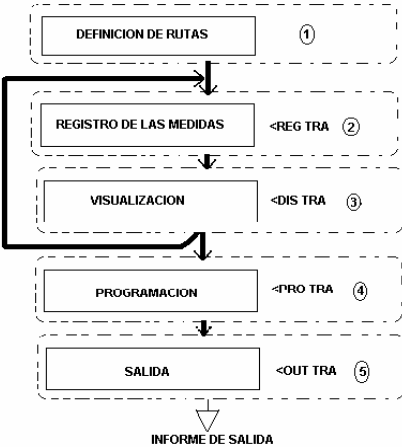 DEFINICION DE RUTAS 1
REGISTRO DE LAS MEDIDAS <REG TRA 2
VISUALIZACION <DIS TRA 3
PROGRAMACION <PRO TRA 4
SALIDA <OUT TRA 5
INFORME DE SALIDA